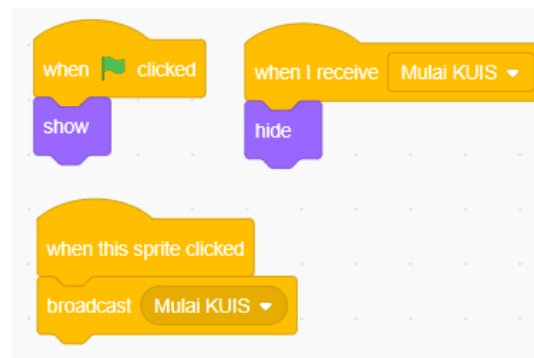 when clicked
show
when I receive Mulai KUIS
hide
when this sprite clicked
broadcast Mulai KUIS